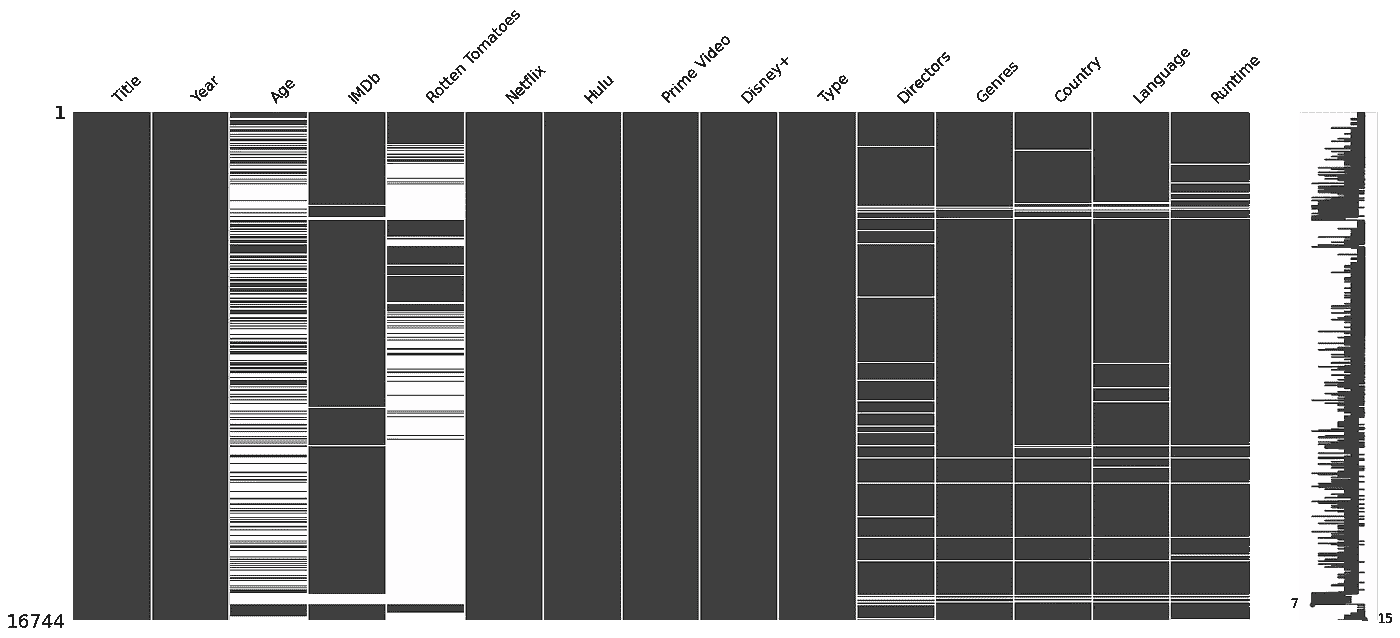 Title
Year
Age
IMDb
Rotten Tomatoes
Netflix
Hulu
Prime Video
Disney+
Type
Directors
Genres
Country
Language
Runtime
1
16744
7
15